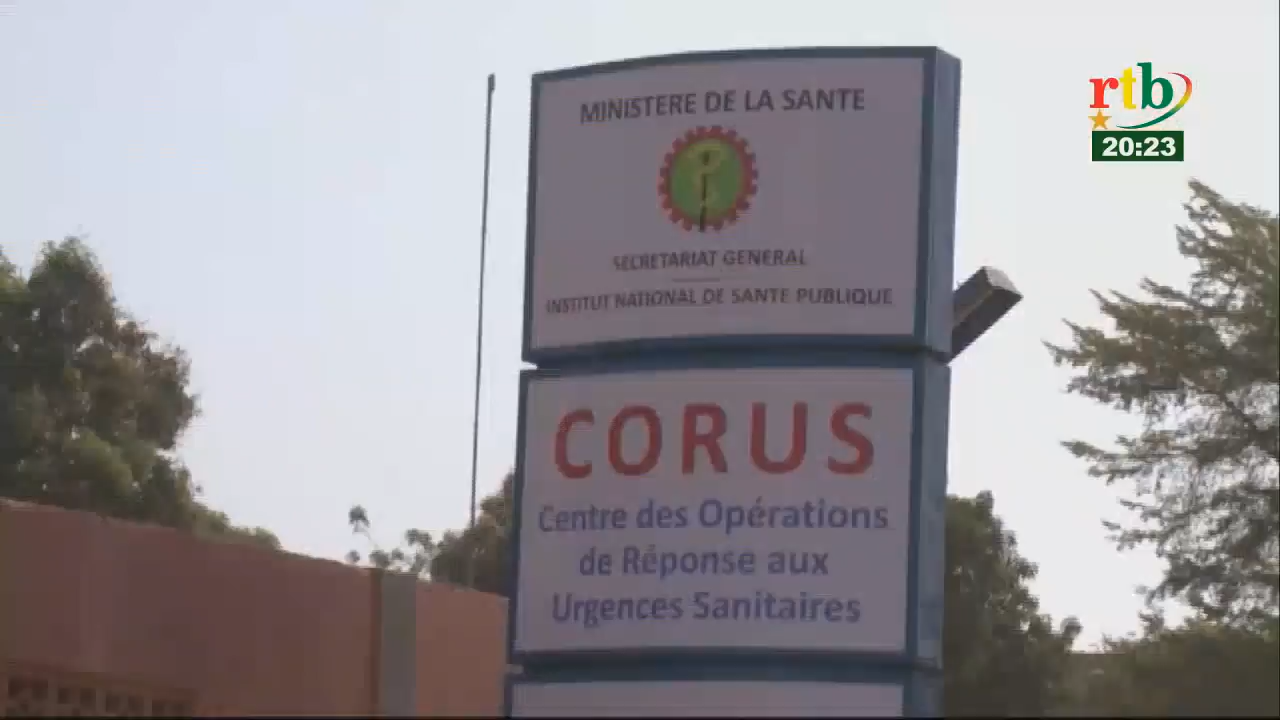 rtb
20:23
MINISTERE DE LA SANTE
SECRETARIAT GENERAL
INSTITUT NATIONAL DE SANTE PUBLIQUE
CORUS
Centre des Opérations
de Réponse aux
Urgences Sanitaires